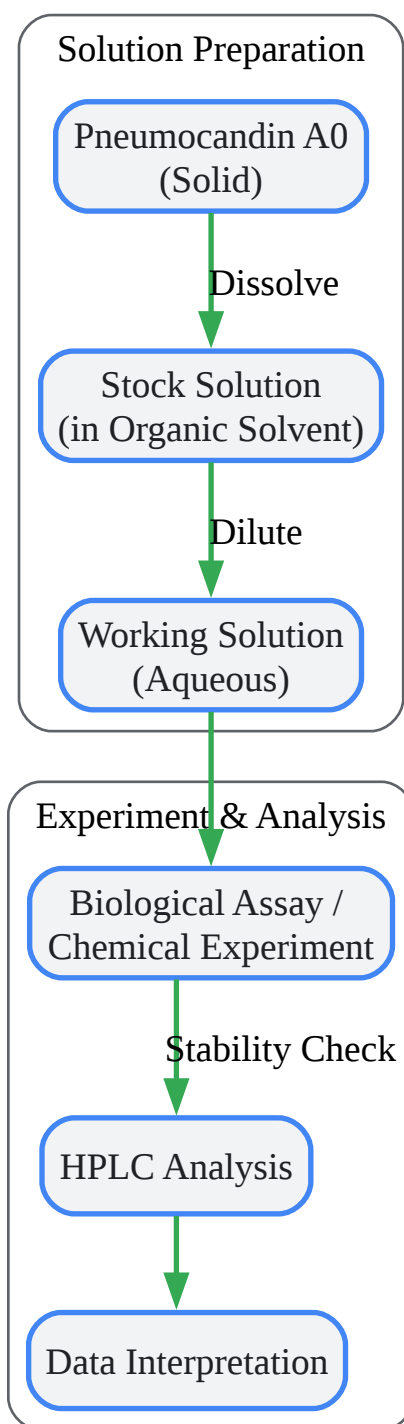 Solution Preparation
Pneumocandin A0
(Solid)
Dissolve
Stock Solution
(in Organic Solvent)
Dilute
Working Solution
(Aqueous)
Experiment & Analysis
Biological Assay /
Chemical Experiment
Stability Check
HPLC Analysis
Data Interpretation